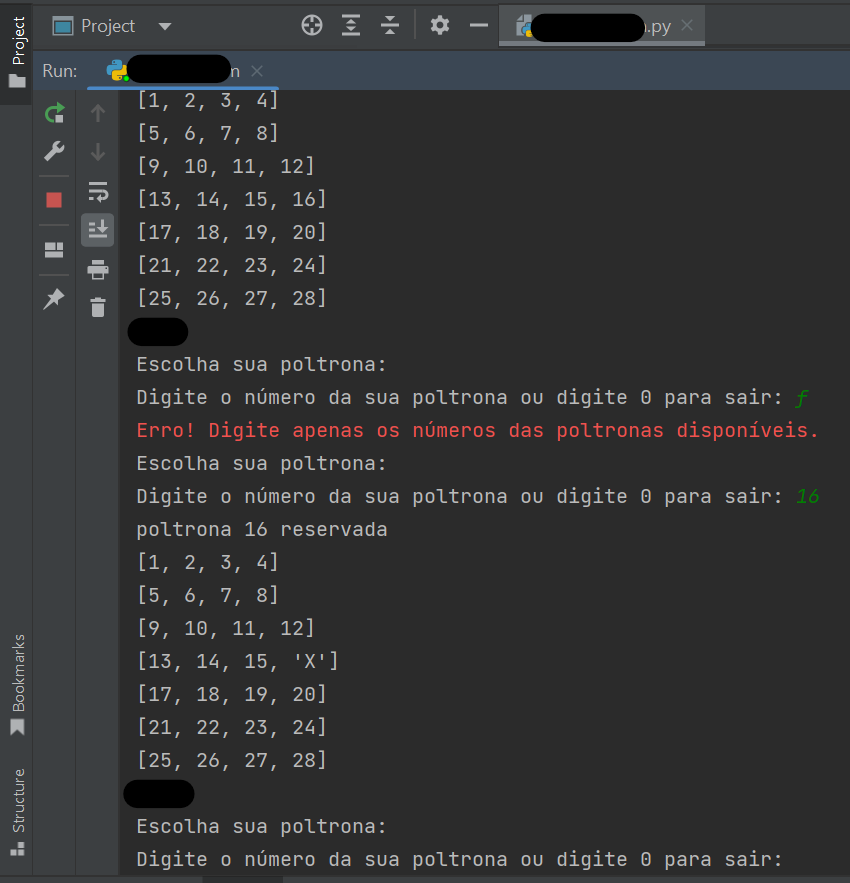 Project
Project
.py
Run:
n
[1, 2, 3, 4]
[5, 6, 7, 8]
[9, 10, 11, 12]
[13, 14, 15, 16]
[17, 18, 19, 20]
[21, 22, 23, 24]
[25, 26, 27, 28]
Escolha sua poltrona:
Digite o número da sua poltrona ou digite 0 para sair: f
Erro! Digite apenas os números das poltronas disponíveis.
Escolha sua poltrona:
Digite o número da sua poltrona ou digite 0 para sair: 16
poltrona 16 reservada
[1, 2, 3, 4]
[5, 6, 7, 8]
[9, 10, 11, 12]
[13, 14, 15, 'X']
[17, 18, 19, 20]
[21, 22, 23, 24]
[25, 26, 27, 28]
Escolha sua poltrona:
Digite o número da sua poltrona ou digite 0 para sair:
Bookmarks
Structure